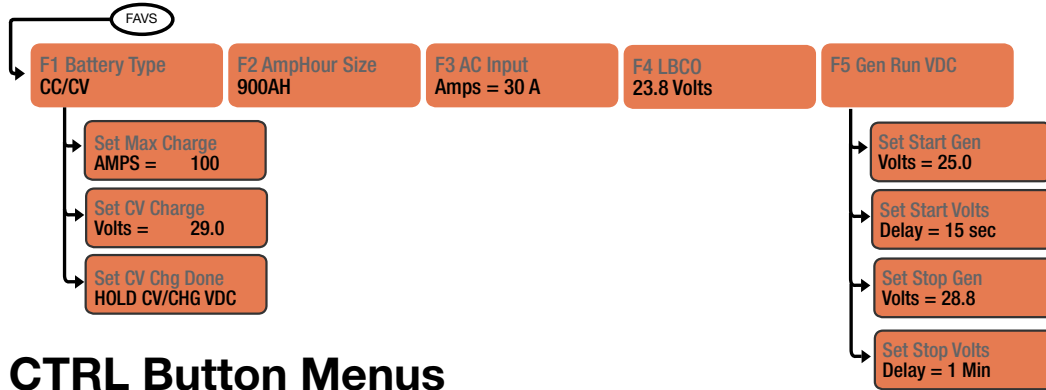 FAVS
F1 Battery Type
CC/CV
F2 AmpHour Size
900AH
F3 AC Input
Amps = 30 A
F4 LBCO
23.8 Volts
F5 Gen Run VDC
Set Max Charge
AMPS = 100
Set CV Charge
Volts = 29.0
Set CV Chg Done
HOLD CV/CHG VDC
Set Start Gen
Volts = 25.0
Set Start Volts
Delay = 15 sec
Set Stop Gen
Volts = 28.8
Set Stop Volts
Delay = 1 Min
CTRL Button Menus